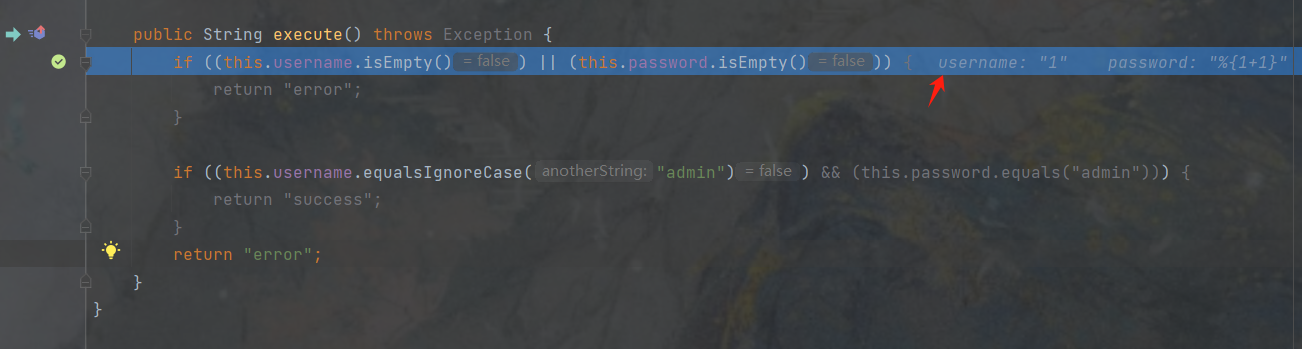 public String execute() throws Exception {
if ((this.username.isEmpty() = false ) || (this.password.isEmpty() = false )) { username: "1" password: "%{1+1}"
return "error";
}
if ((this.username.equalsIgnoreCase( anotherString: "admin") = false ) && (this.password.equals("admin"))) {
return "success";
}
return "error";
}
}